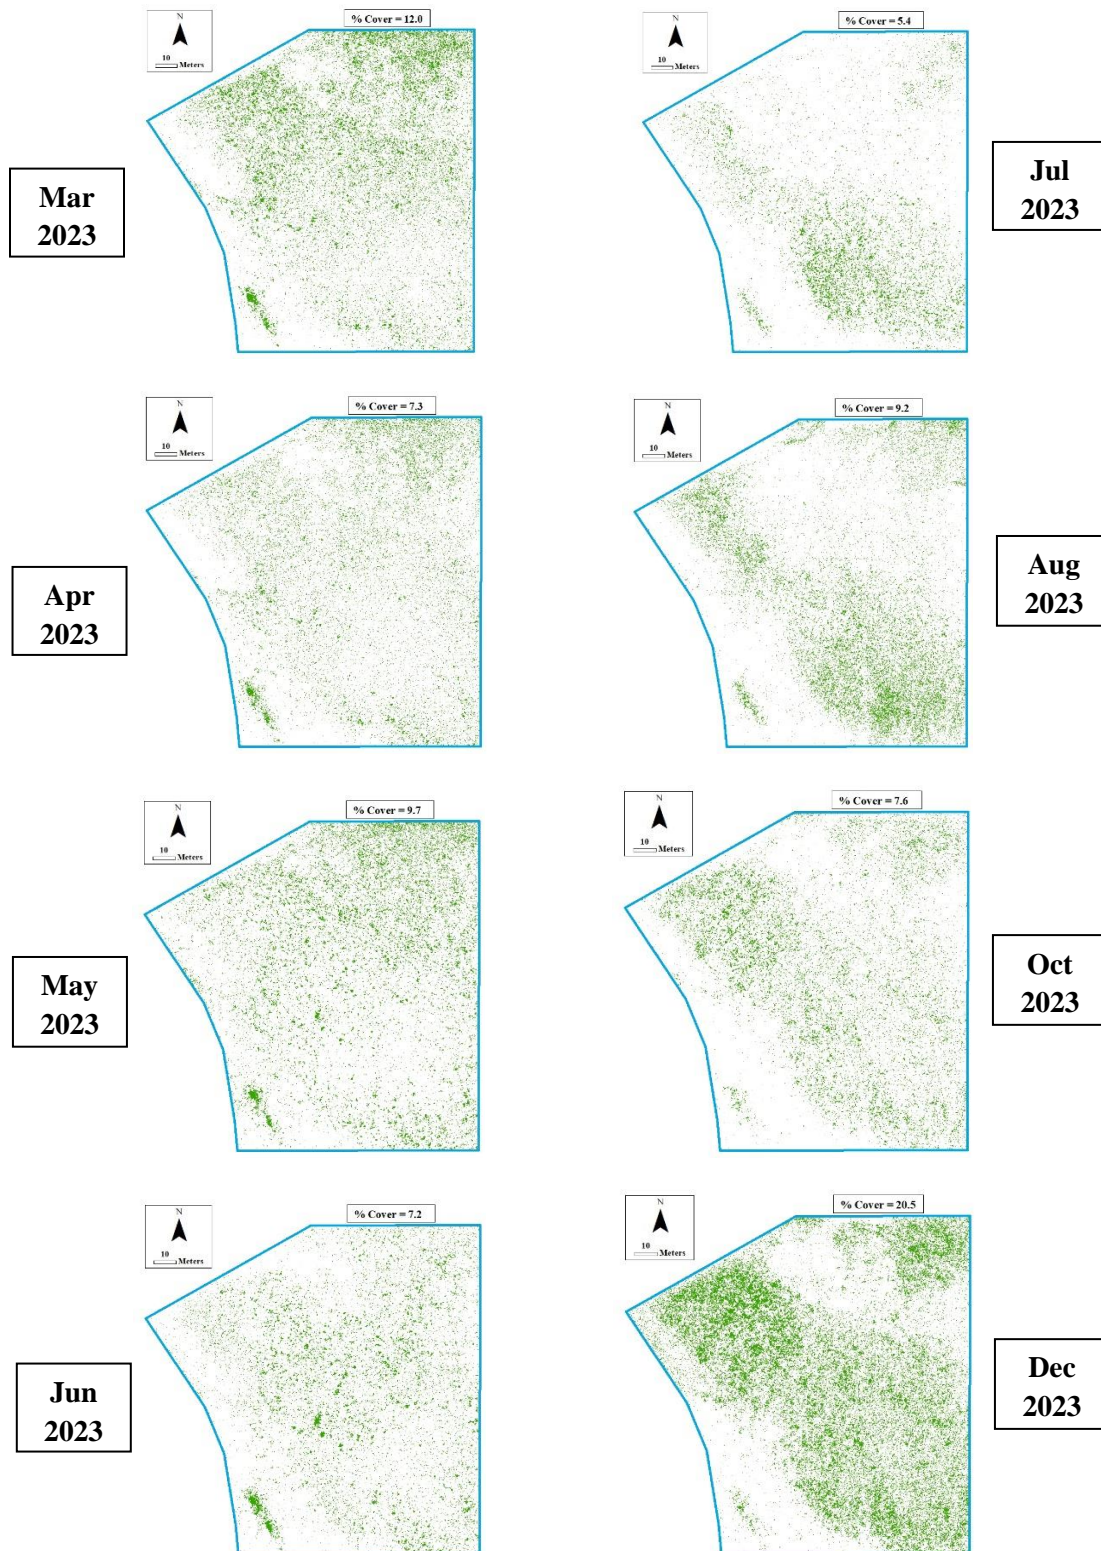 % Cover = 12.0
N
10
Meters
Mar
2023
% Cover = 5.4
N
10
Meters
Jul
2023
% Cover = 7.3
N
10
Meters
Apr
2023
% Cover = 9.2
N
10
Meters
Aug
2023
% Cover = 9.7
N
10
Meters
May
2023
% Cover = 7.6
N
10
Meters
Oct
2023
% Cover = 7.2
N
10
Meters
Jun
2023
% Cover = 20.5
N
10
Meters
Dec
2023